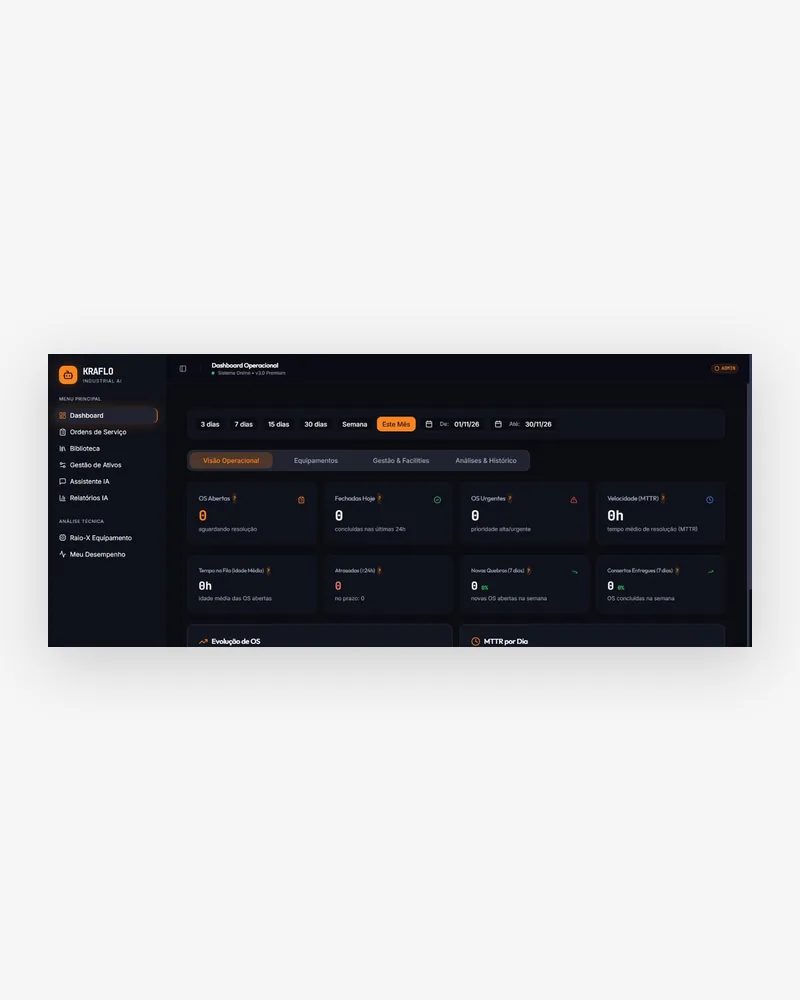 KRAFLO
INDUSTRIAL AI
MENU PRINCIPAL
Dashboard
Ordens de Serviço
Biblioteca
Gestão de Ativos
Assistente IA
Relatórios IA
ANÁLISE TÉCNICA
Raio-X Equipamento
Meu Desempenho
Dashboard Operacional
Sistema Online • v3.0 Premium
ADMIN
3 dias 7 dias 15 dias 30 dias Semana Este Mês De: 01/11/26 Até: 30/11/26
Visão Operacional Equipamentos Gestão & Facilities Análises & Histórico
OS Abertas ?
0
aguardando resolução
Fechadas Hoje ?
0
concluídas nas últimas 24h
OS Urgentes ?
0
prioridade alta/urgente
Velocidade (MTTR) ?
0h
tempo médio de resolução (MTTR)
Tempo na Fila (Idade Média) ?
0h
idade média das OS abertas
Atrasadas (>24h) ?
0
no prazo: 0
Novas Quebras (7 dias) ?
0 0%
novas OS abertas na semana
Consertos Entregues (7 dias) ?
0 0%
OS concluídas na semana
Evolução de OS
MTTR por Dia